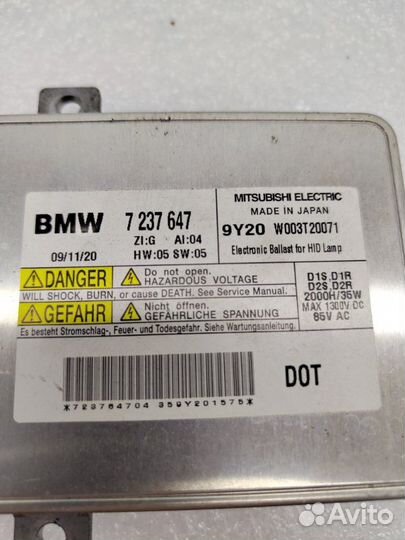 BMW 7 237 647
ZI:G AI:04
09/11/20 HW:05 SW:05
MITSUBISHI ELECTRIC
MADE IN JAPAN
9Y20 W003T20071
Electronic Ballast for HID Lamp
DANGER Do not open.
HAZARDOUS VOLTAGE
WILL SHOCK, BURN, or cause DEATH. See Service Manual.
GEFAHR Nicht öffnen.
GEFÄHRLICHE SPANNUNG
Es besteht Stromschlag-, Feuer- und Todesgefahr. Siehe Wartungsanleitung.
D1S,D1R
D2S,D2R
2000H/35W
MAX 1300V-DC
85V AC
*723764704 359Y201575*
DOT
Avito